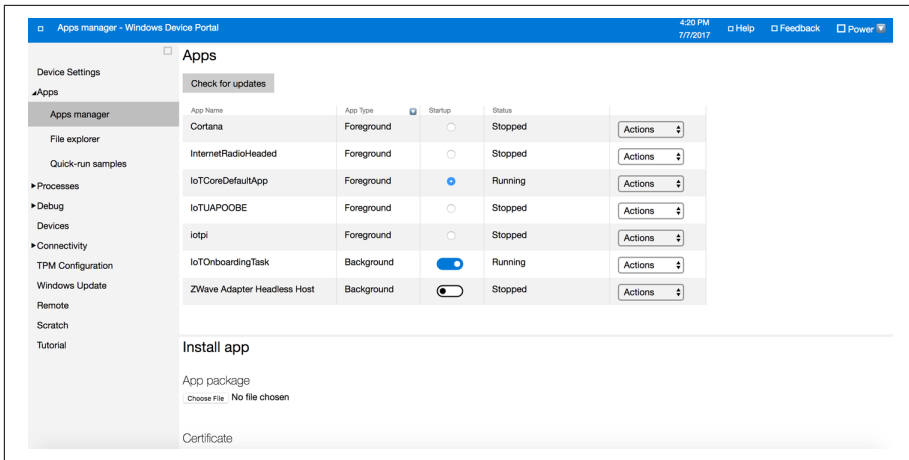 Apps manager - Windows Device Portal
4:20 PM
7/7/2017
Help
Feedback
Power
Device Settings
Apps
Apps manager
File explorer
Quick-run samples
Processes
Debug
Devices
Connectivity
TPM Configuration
Windows Update
Remote
Scratch
Tutorial
Apps
Check for updates
App Name App Type Startup Status
Cortana Foreground Stopped Actions
InternetRadioHeaded Foreground Stopped Actions
IoTCoreDefaultApp Foreground Running Actions
IoTUAPOOBE Foreground Stopped Actions
iotpi Foreground Stopped Actions
IoTOnboardingTask Background Running Actions
ZWave Adapter Headless Host Background Stopped Actions
Install app
App package
Choose File No file chosen
Certificate